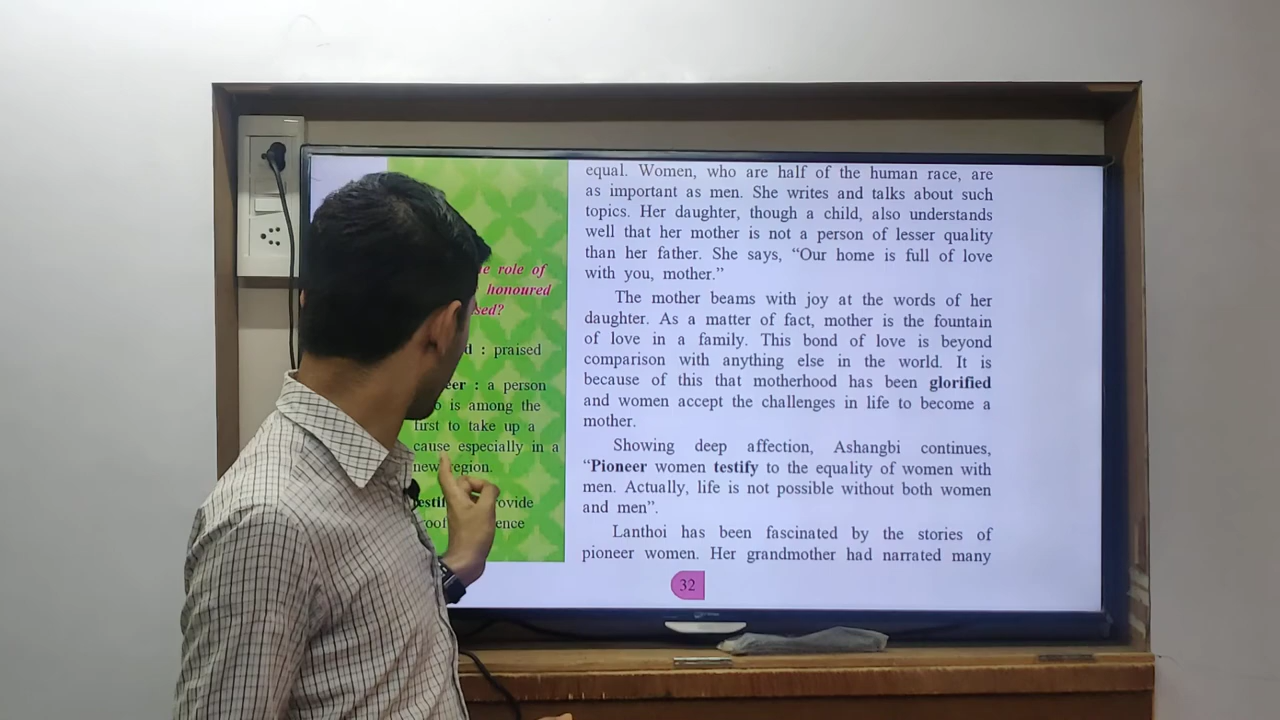 e role of
honoured
sed?
d : praised
eer : a person
o is among the
first to take up a
cause especially in a
new region.
testif ovide
roof ence
equal. Women, who are half of the human race, are
as important as men. She writes and talks about such
topics. Her daughter, though a child, also understands
well that her mother is not a person of lesser quality
than her father. She says, “Our home is full of love
with you, mother.”
The mother beams with joy at the words of her
daughter. As a matter of fact, mother is the fountain
of love in a family. This bond of love is beyond
comparison with anything else in the world. It is
because of this that motherhood has been glorified
and women accept the challenges in life to become a
mother.
Showing deep affection, Ashangbi continues,
“Pioneer women testify to the equality of women with
men. Actually, life is not possible without both women
and men”.
Lanthoi has been fascinated by the stories of
pioneer women. Her grandmother had narrated many
32